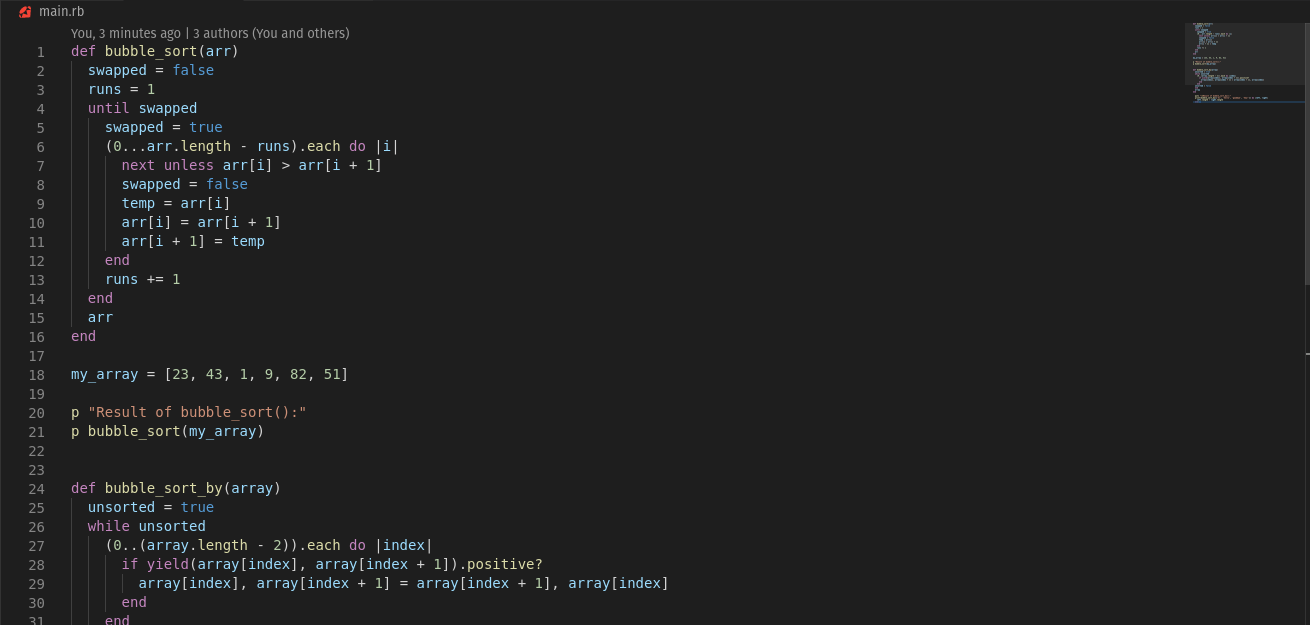 main.rb
You, 3 minutes ago | 3 authors (You and others)
1 def bubble_sort(arr)
2   swapped = false
3   runs = 1
4   until swapped
5     swapped = true
6     (0...arr.length - runs).each do |i|
7       next unless arr[i] > arr[i + 1]
8       swapped = false
9       temp = arr[i]
10       arr[i] = arr[i + 1]
11       arr[i + 1] = temp
12     end
13     runs += 1
14   end
15   arr
16 end
17
18 my_array = [23, 43, 1, 9, 82, 51]
19
20 p "Result of bubble_sort():"
21 p bubble_sort(my_array)
22
23
24 def bubble_sort_by(array)
25   unsorted = true
26   while unsorted
27     (0..(array.length - 2)).each do |index|
28       if yield(array[index], array[index + 1]).positive?
29         array[index], array[index + 1] = array[index + 1], array[index]
30       end
31     end